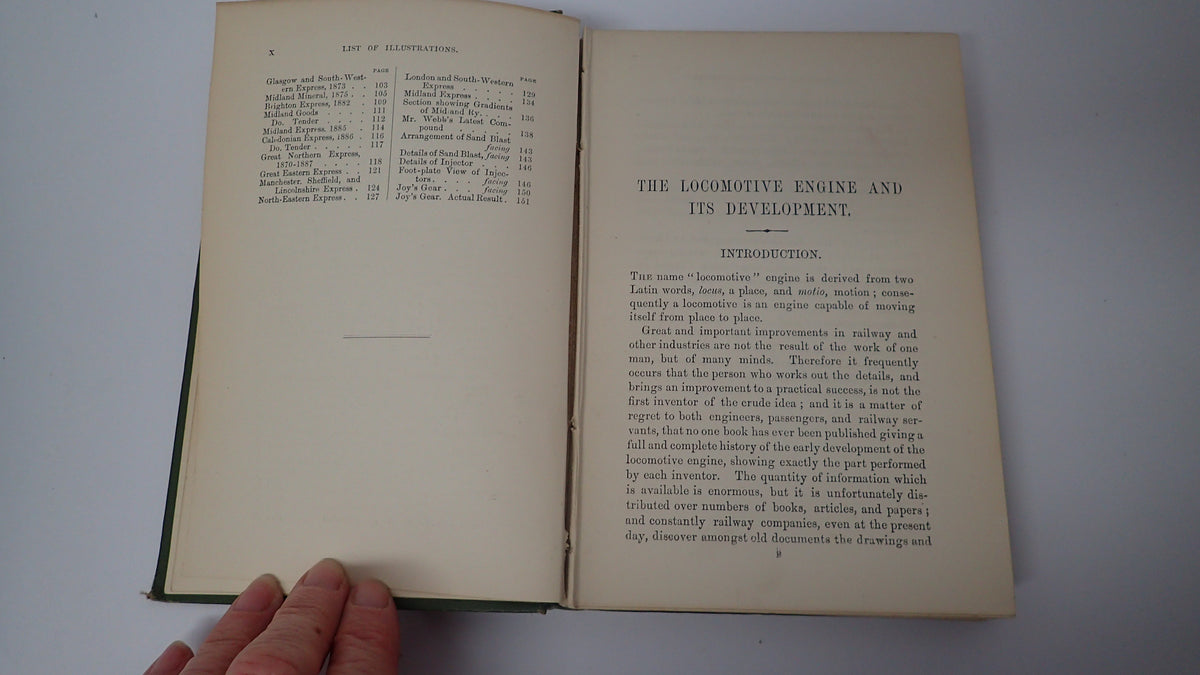 x
LIST OF ILLUSTRATIONS.
PAGE
Glasgow and South-West-
ern Express, 1873 . . 103
Midland Mineral, 1875 . . 105
Brighton Express, 1882 . 109
Midland Goods . . . . 111
Do. Tender . . . . 112
Midland Express. 1885 . 114
Caledonian Express, 1886 . 116
Do. Tender . . . . . 117
Great Northern Express,
1870-1887 . . . . 118
Great Eastern Express . . 121
Manchester. Sheffield, and
Lincolnshire Express . 124
North-Eastern Express . . 127
PAGE
London and South-Western
Express . . . . . 129
Midland Express . . . 134
Section showing Gradients
of Midland Ry. . . 136
Mr. Webb's Latest Com-
pound . . . . . 138
Arrangement of Sand Blast
facing 143
Details of Sand Blast, facing 143
Details of Injector . . . 146
Foot-plate View of Injec-
tors. . . . facing 146
Joy's Gear . . . facing 150
Joy's Gear. Actual Result . 151
THE LOCOMOTIVE ENGINE AND
ITS DEVELOPMENT.
INTRODUCTION.
THE name "locomotive" engine is derived from two
Latin words, locus, a place, and motio, motion; conse-
quently a locomotive is an engine capable of moving
itself from place to place.
Great and important improvements in railway and
other industries are not the result of the work of one
man, but of many minds. Therefore it frequently
occurs that the person who works out the details, and
brings an improvement to a practical success, is not the
first inventor of the crude idea; and it is a matter of
regret to both engineers, passengers, and railway ser-
vants, that no one book has ever been published giving a
full and complete history of the early development of the
locomotive engine, showing exactly the part performed
by each inventor. The quantity of information which
is available is enormous, but it is unfortunately dis-
tributed over numbers of books, articles, and papers;
and constantly railway companies, even at the present
day, discover amongst old documents the drawings and
B